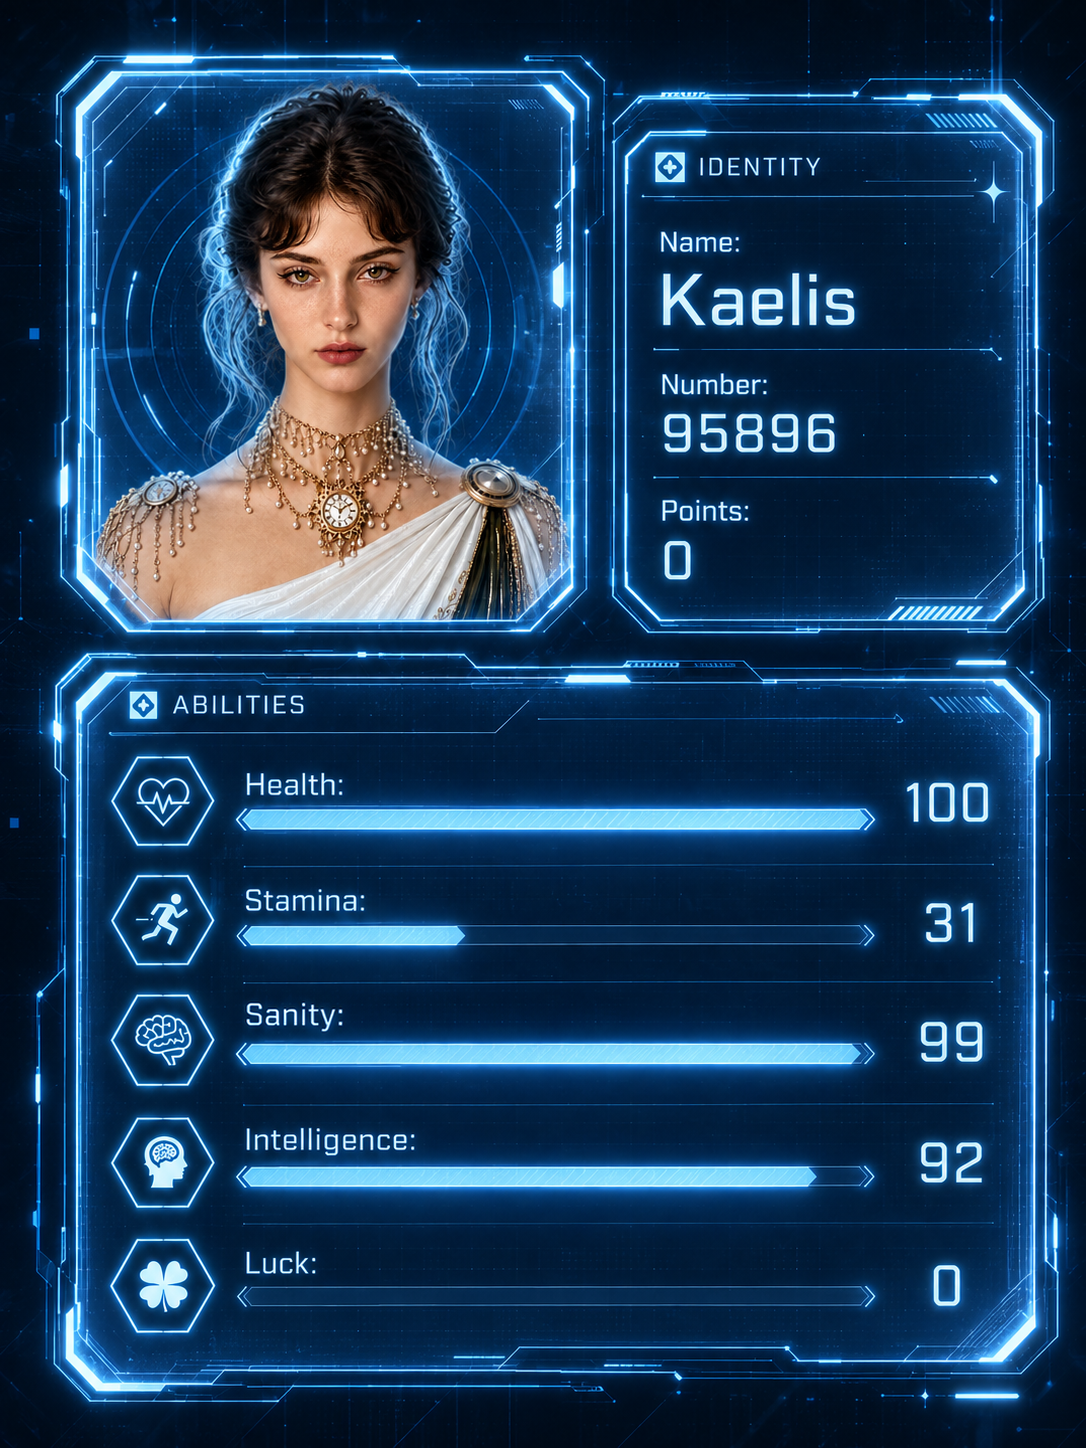 IDENTITY
Name:
Kaelis
Number:
95896
Points:
0
ABILITIES
Health:
100
Stamina:
31
Sanity:
99
Intelligence:
92
Luck:
0